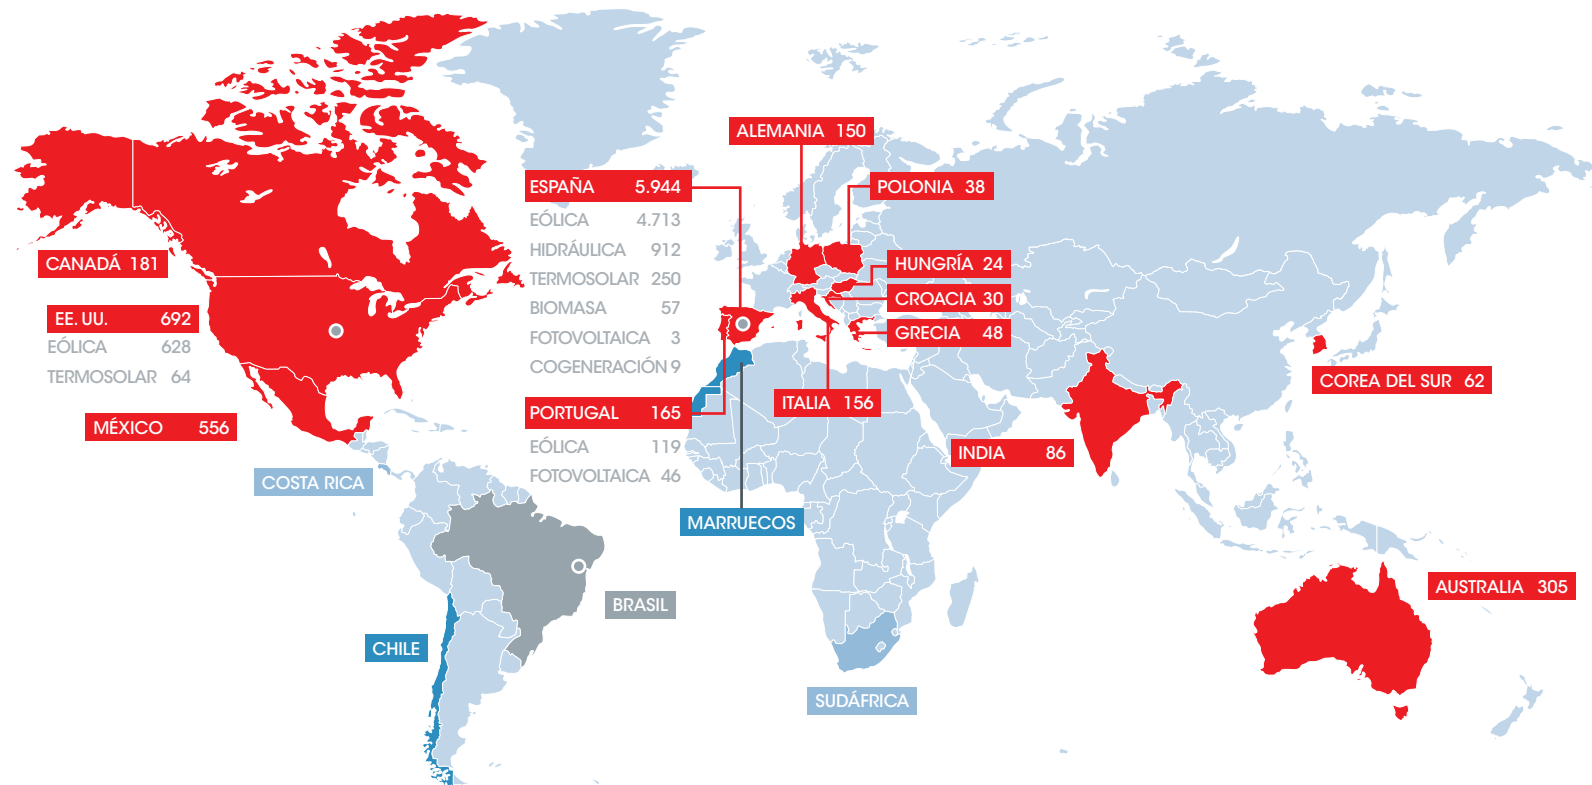 ALEMANIA 150
POLONIA 38
ESPAÑA 5.944
EÓLICA 4.713
HIDRÁULICA 912
TERMOSOLAR 250
BIOMASA 57
FOTOVOLTAICA 3
COGENERACIÓN 9
CANADÁ 181
HUNGRÍA 24
CROACIA 30
GRECIA 48
EE. UU. 692
EÓLICA 628
TERMOSOLAR 64
COREA DEL SUR 62
MÉXICO 556
PORTUGAL 165
EÓLICA 119
FOTOVOLTAICA 46
ITALIA 156
INDIA 86
COSTA RICA
MARRUECOS
AUSTRALIA 305
BRASIL
CHILE
SUDÁFRICA